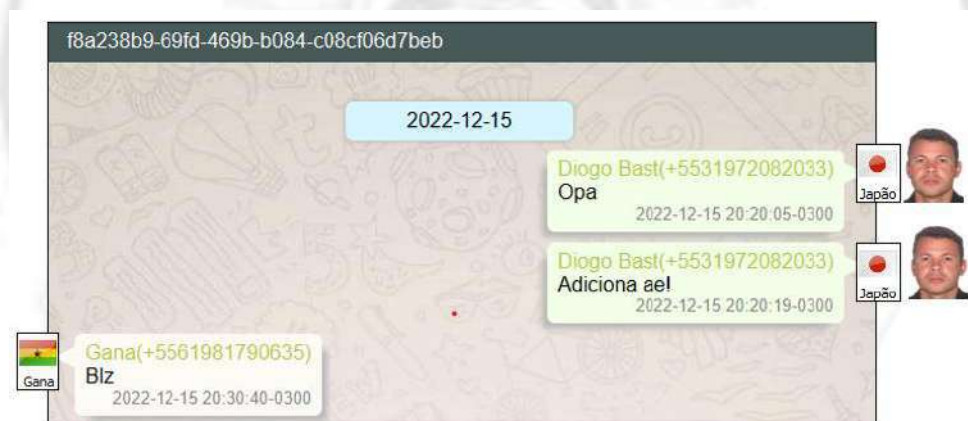 f8a238b9-69fd-469b-b084-c08cf06d7beb
2022-12-15
Diogo Bast(+5531972082033)
Opa
2022-12-15 20:20:05-0300
Japão
Diogo Bast(+5531972082033)
Adiciona ae!
2022-12-15 20:20:19-0300
Japão
Gana(+5561981790635)
Blz
2022-12-15 20:30:40-0300
Gana